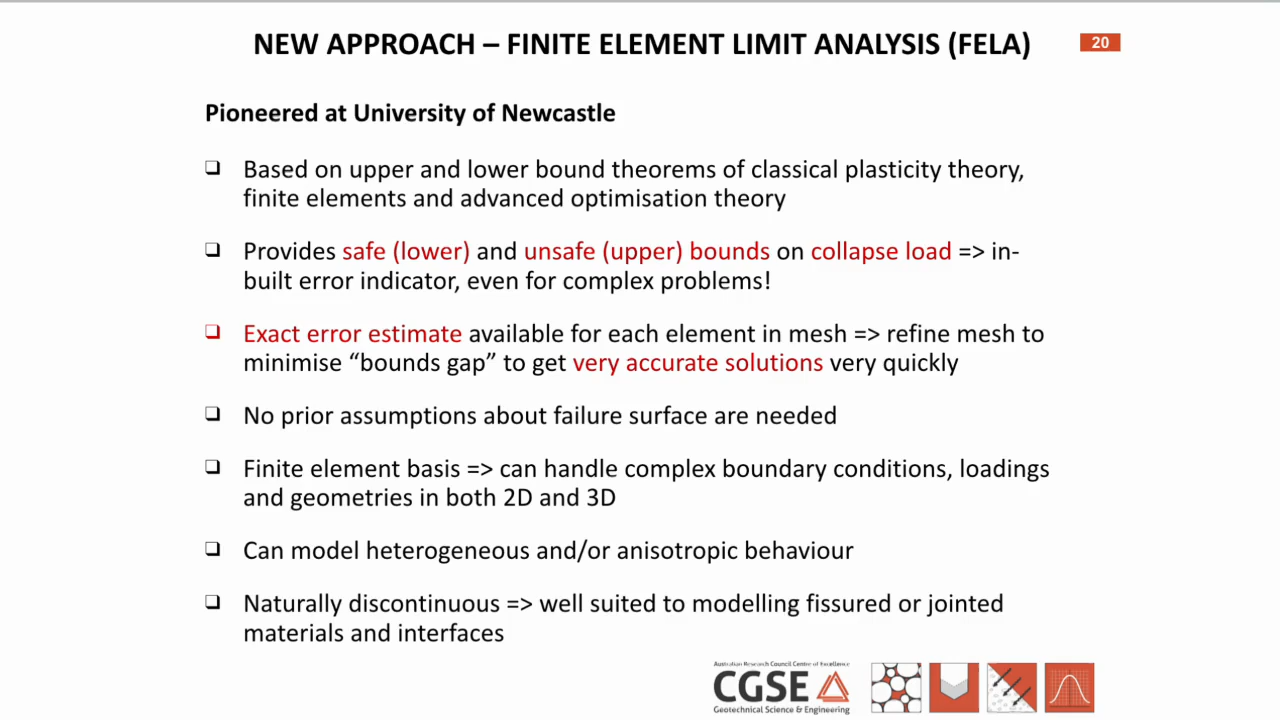 NEW APPROACH – FINITE ELEMENT LIMIT ANALYSIS (FELA)
20
Pioneered at University of Newcastle
Based on upper and lower bound theorems of classical plasticity theory,
finite elements and advanced optimisation theory
Provides safe (lower) and unsafe (upper) bounds on collapse load => in-
built error indicator, even for complex problems!
Exact error estimate available for each element in mesh => refine mesh to
minimise “bounds gap” to get very accurate solutions very quickly
No prior assumptions about failure surface are needed
Finite element basis => can handle complex boundary conditions, loadings
and geometries in both 2D and 3D
Can model heterogeneous and/or anisotropic behaviour
Naturally discontinuous => well suited to modelling fissured or jointed
materials and interfaces
Australian Research Council Centre of Excellence
CGSE
Geotechnical Science & Engineering